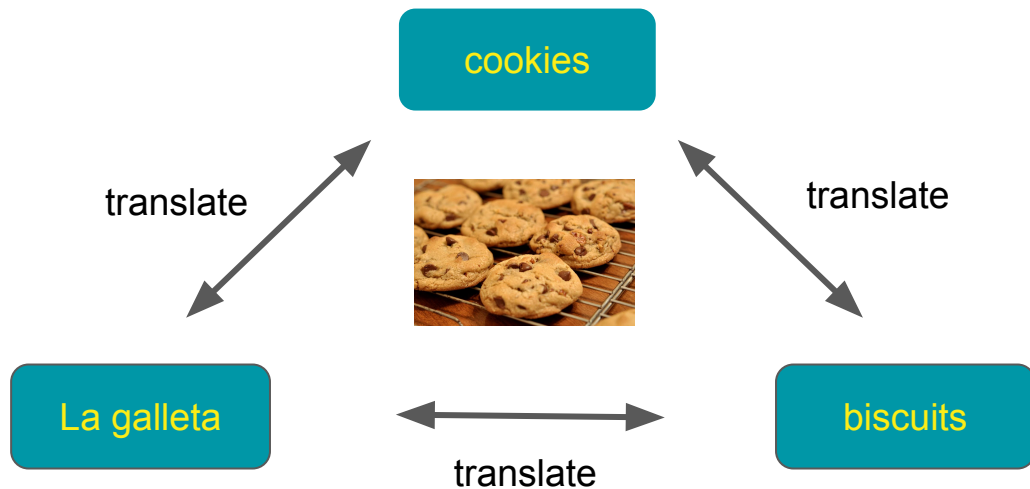 cookies
translate
translate
La galleta
biscuits
translate